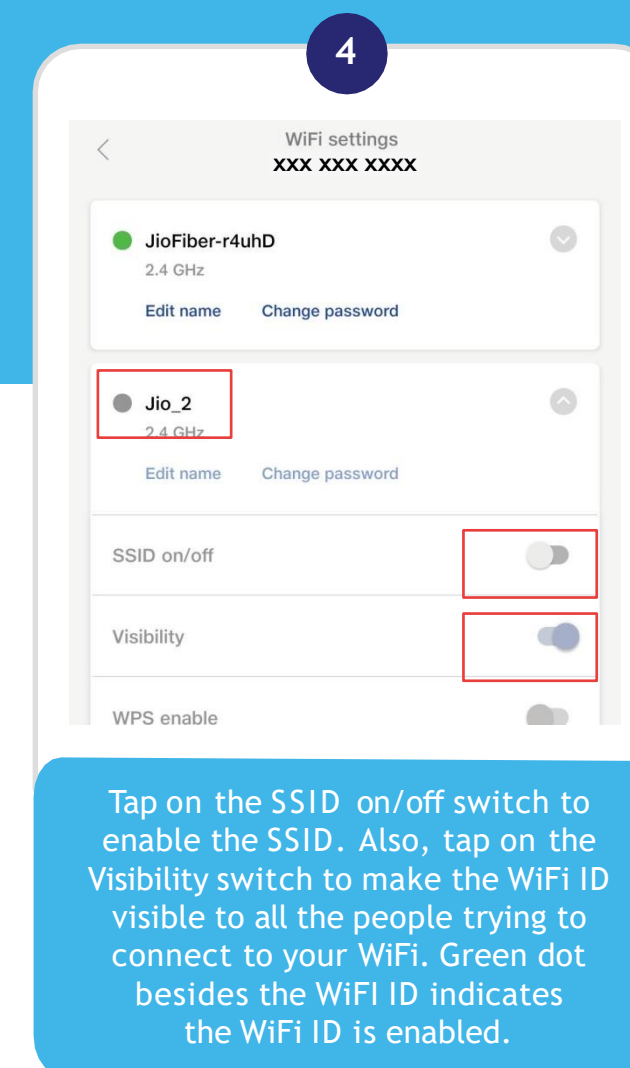 4
WiFi settings
xxx xxx xxxx
JioFiber-r4uhD
2.4 GHz
Edit name Change password
Jio_2
2.4 GHz
Edit name Change password
SSID on/off
Visibility
WPS enable
Tap on the SSID on/off switch to
enable the SSID. Also, tap on the
Visibility switch to make the WiFi ID
visible to all the people trying to
connect to your WiFi. Green dot
besides the WiFI ID indicates
the WiFi ID is enabled.